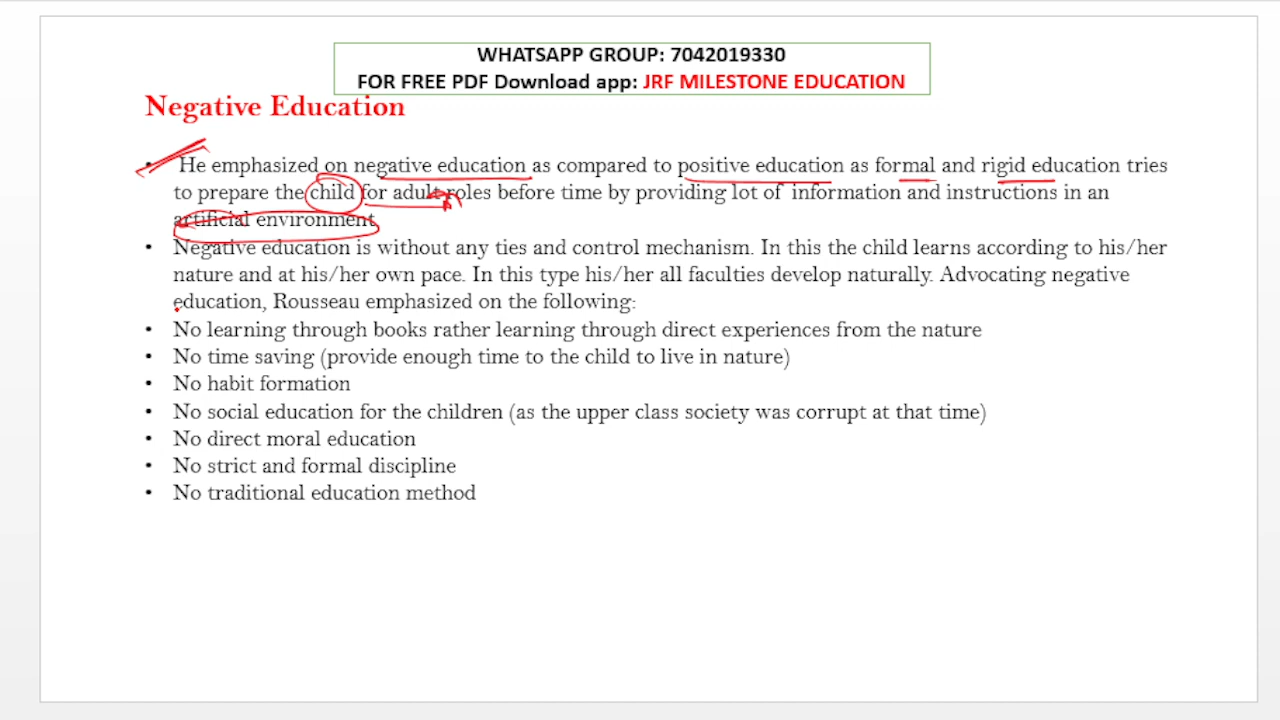 WHATSAPP GROUP: 7042019330
FOR FREE PDF Download app: JRF MILESTONE EDUCATION
Negative Education
• He emphasized on negative education as compared to positive education as formal and rigid education tries
to prepare the child for adult roles before time by providing lot of information and instructions in an
artificial environment
• Negative education is without any ties and control mechanism. In this the child learns according to his/her
nature and at his/her own pace. In this type his/her all faculties develop naturally. Advocating negative
education, Rousseau emphasized on the following:
• No learning through books rather learning through direct experiences from the nature
• No time saving (provide enough time to the child to live in nature)
• No habit formation
• No social education for the children (as the upper class society was corrupt at that time)
• No direct moral education
• No strict and formal discipline
• No traditional education method